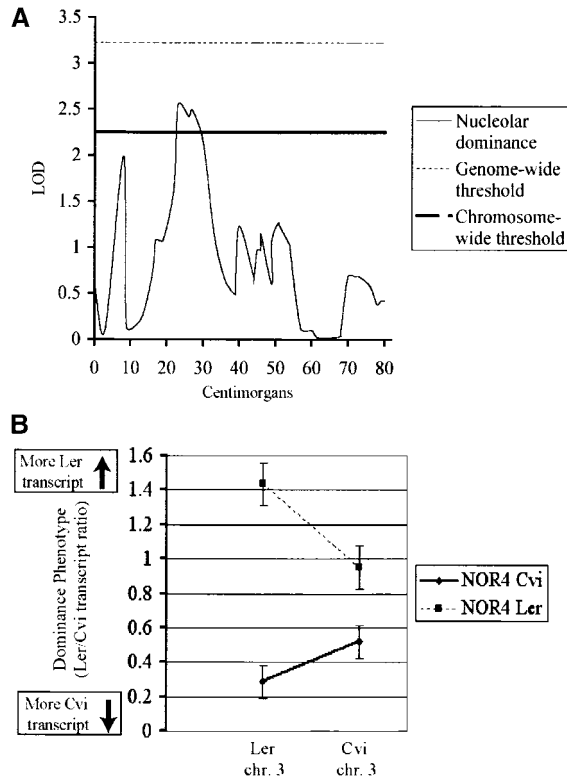 A
3.5
3
2.5
2
1.5
1
0.5
0
LOD
0 10 20 30 40 50 60 70 80
Centimorgans
Nucleolar
dominance
Genome-wide
threshold
Chromosome-
wide threshold
B
More Ler
transcript
Dominance Phenotype
(Ler/Cvi transcript ratio)
More Cvi
transcript
1.6
1.4
1.2
1
0.8
0.6
0.4
0.2
0
Ler
chr. 3
Cvi
chr. 3
NOR4 Cvi
NOR4 Ler